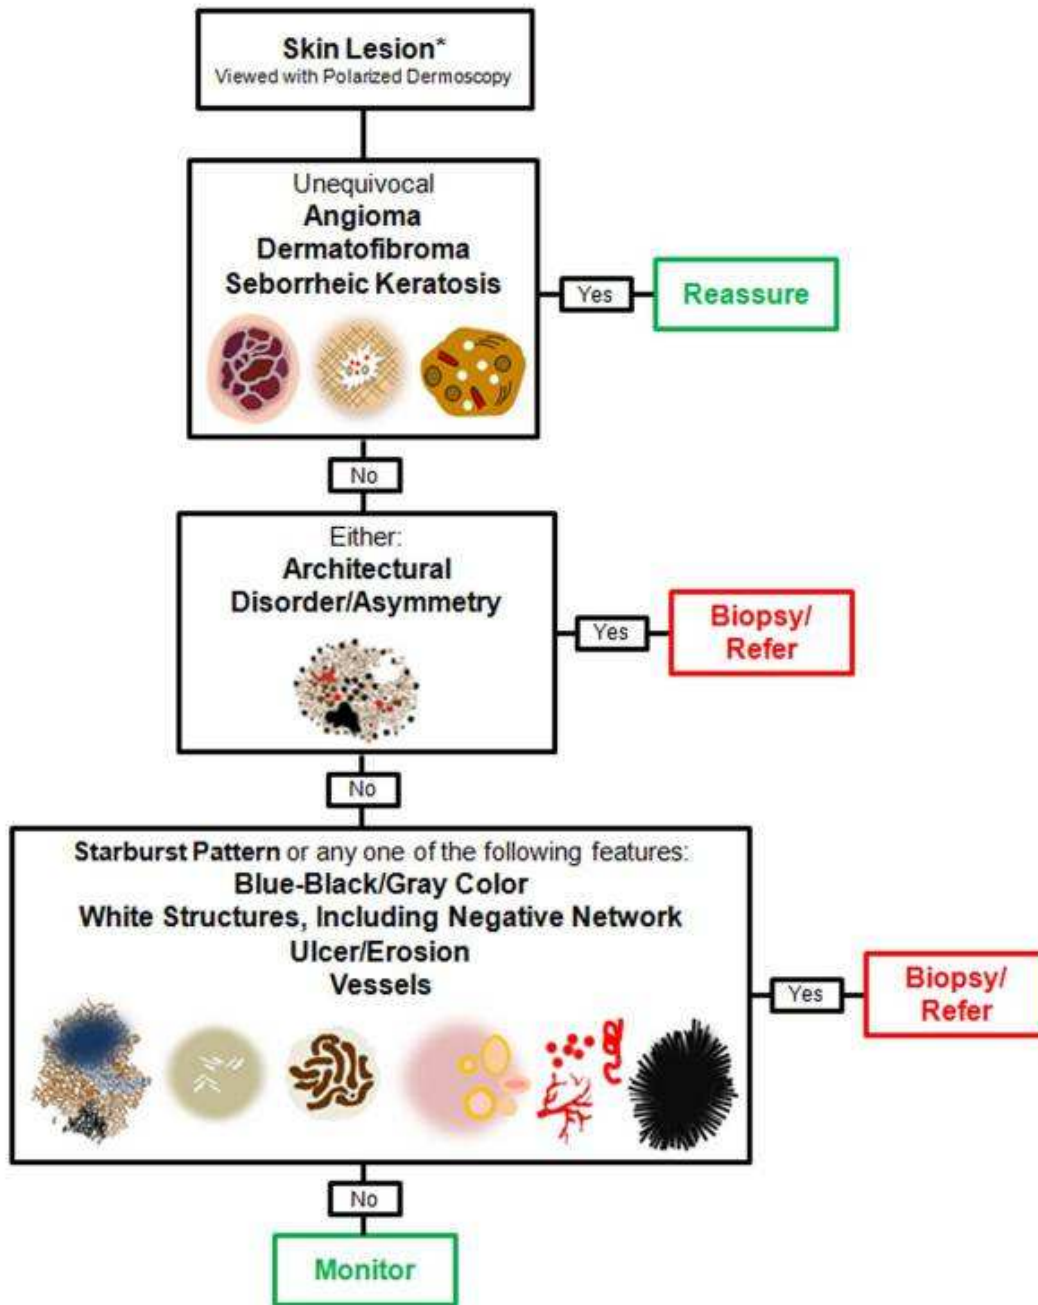 Skin Lesion*
Viewed with Polarized Dermoscopy
Unequivocal
Angioma
Dermatofibroma
Seborrheic Keratosis
Yes
Reassure
No
Either:
Architectural
Disorder/Asymmetry
Yes
Biopsy/
Refer
No
Starburst Pattern or any one of the following features:
Blue-Black/Gray Color
White Structures, Including Negative Network
Ulcer/Erosion
Vessels
Yes
Biopsy/
Refer
No
Monitor